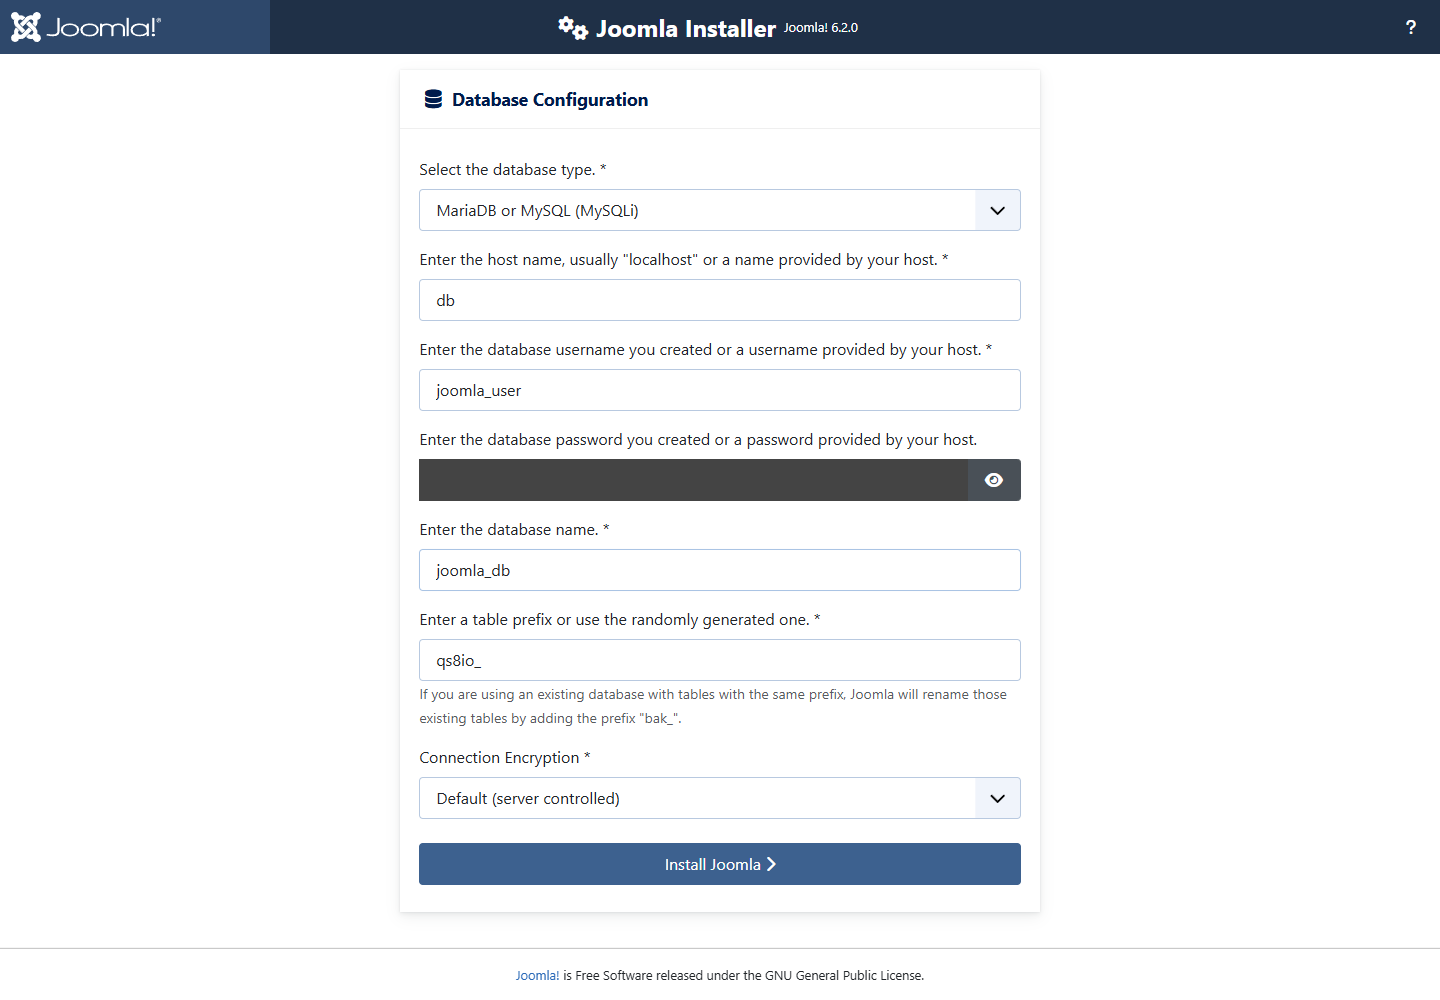 Joomla!®
Joomla Installer Joomla! 6.2.0
?
Database Configuration
Select the database type. *
MariaDB or MySQL (MySQLi)
Enter the host name, usually "localhost" or a name provided by your host. *
db
Enter the database username you created or a username provided by your host. *
joomla_user
Enter the database password you created or a password provided by your host.
Enter the database name. *
joomla_db
Enter a table prefix or use the randomly generated one. *
qs8io_
If you are using an existing database with tables with the same prefix, Joomla will rename those
existing tables by adding the prefix "bak_".
Connection Encryption *
Default (server controlled)
Install Joomla
Joomla! is Free Software released under the GNU General Public License.